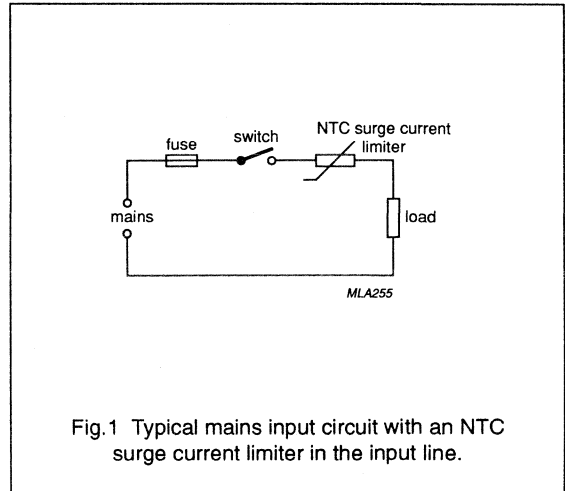 NTC surge current
limiter
switch
fuse
mains
load
MLA255
Fig.1 Typical mains input circuit with an NTC
surge current limiter in the input line.